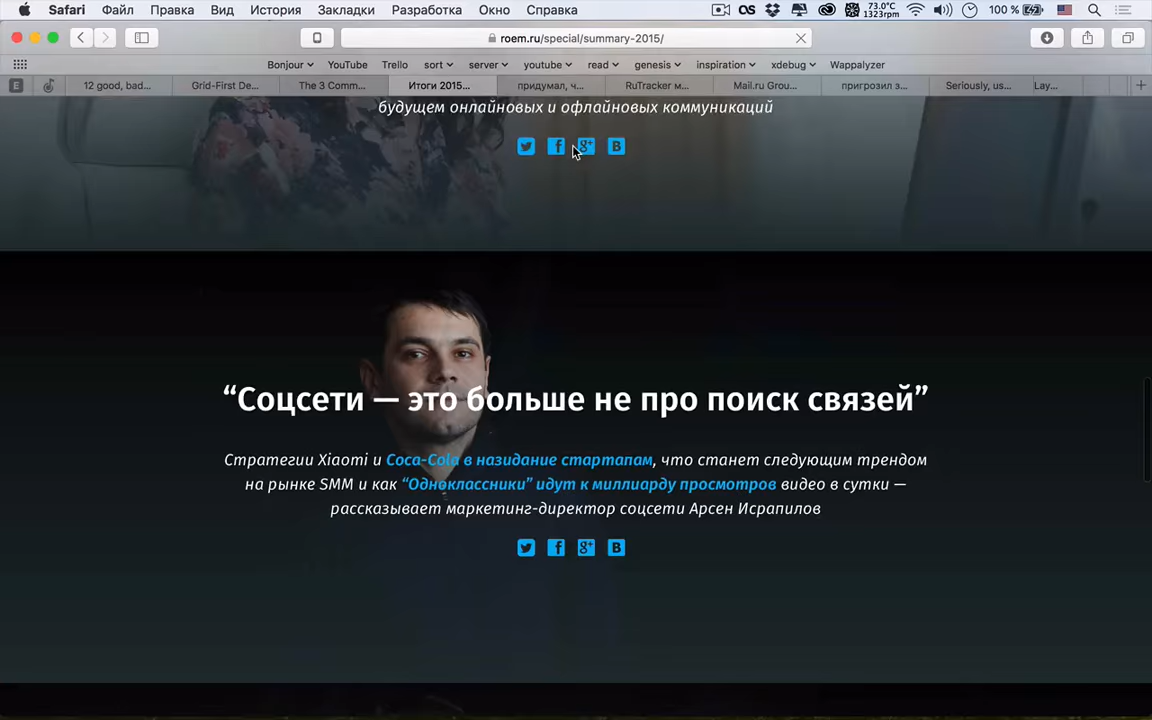 Safari Файл Правка Вид История Закладки Разработка Окно Справка 73.0°C 1323rpm 100 %
roem.ru/special/summary-2015/
Bonjour YouTube Trello sort server youtube read genesis inspiration xdebug Wappalyzer
12 good, bad... Grid-First De... The 3 Comm... Итоги 2015... придумал, ч... RuTracker м... Mail.ru Grou... пригрозил з... Seriously, us... Lay...
будущем онлайновых и офлайновых коммуникаций
“Соцсети — это больше не про поиск связей”
Стратегии Xiaomi и Coca-Cola в назидание стартапам, что станет следующим трендом
на рынке SMM и как “Одноклассники” идут к миллиарду просмотров видео в сутки —
рассказывает маркетинг-директор соцсети Арсен Исрапилов